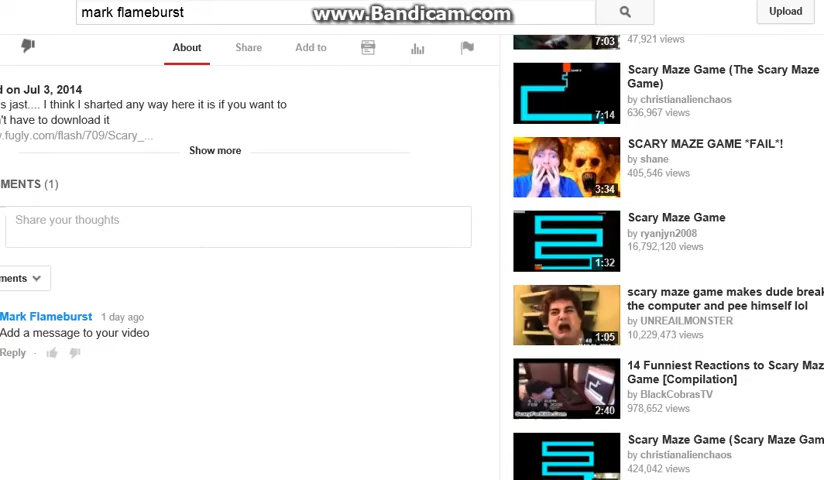 mark flameburst
www.Bandicam.com
Upload
About
Share
Add to
d on Jul 3, 2014
s jast.... I think I sharted any way here it is if you want to
't have to download it
v.fugly.com/flash/709/Scary_...
Show more
MENTS (1)
Share your thoughts
ments
Mark Flameburst 1 day ago
Add a message to your video
Reply
7:03
47,921 views
7:14
Scary Maze Game (The Scary Maze
Game)
by christianalienchaos
636,967 views
3:34
SCARY MAZE GAME *FAIL*!
by shane
405,546 views
1:32
Scary Maze Game
by ryanjyn2008
16,792,120 views
1:05
scary maze game makes dude break
the computer and pee himself lol
by UNREAILMONSTER
10,229,473 views
2:40
14 Funniest Reactions to Scary Maz
Game [Compilation]
by BlackCobrasTV
978,652 views
Scary Maze Game (Scary Maze Gam
by christianalienchaos
424,042 views